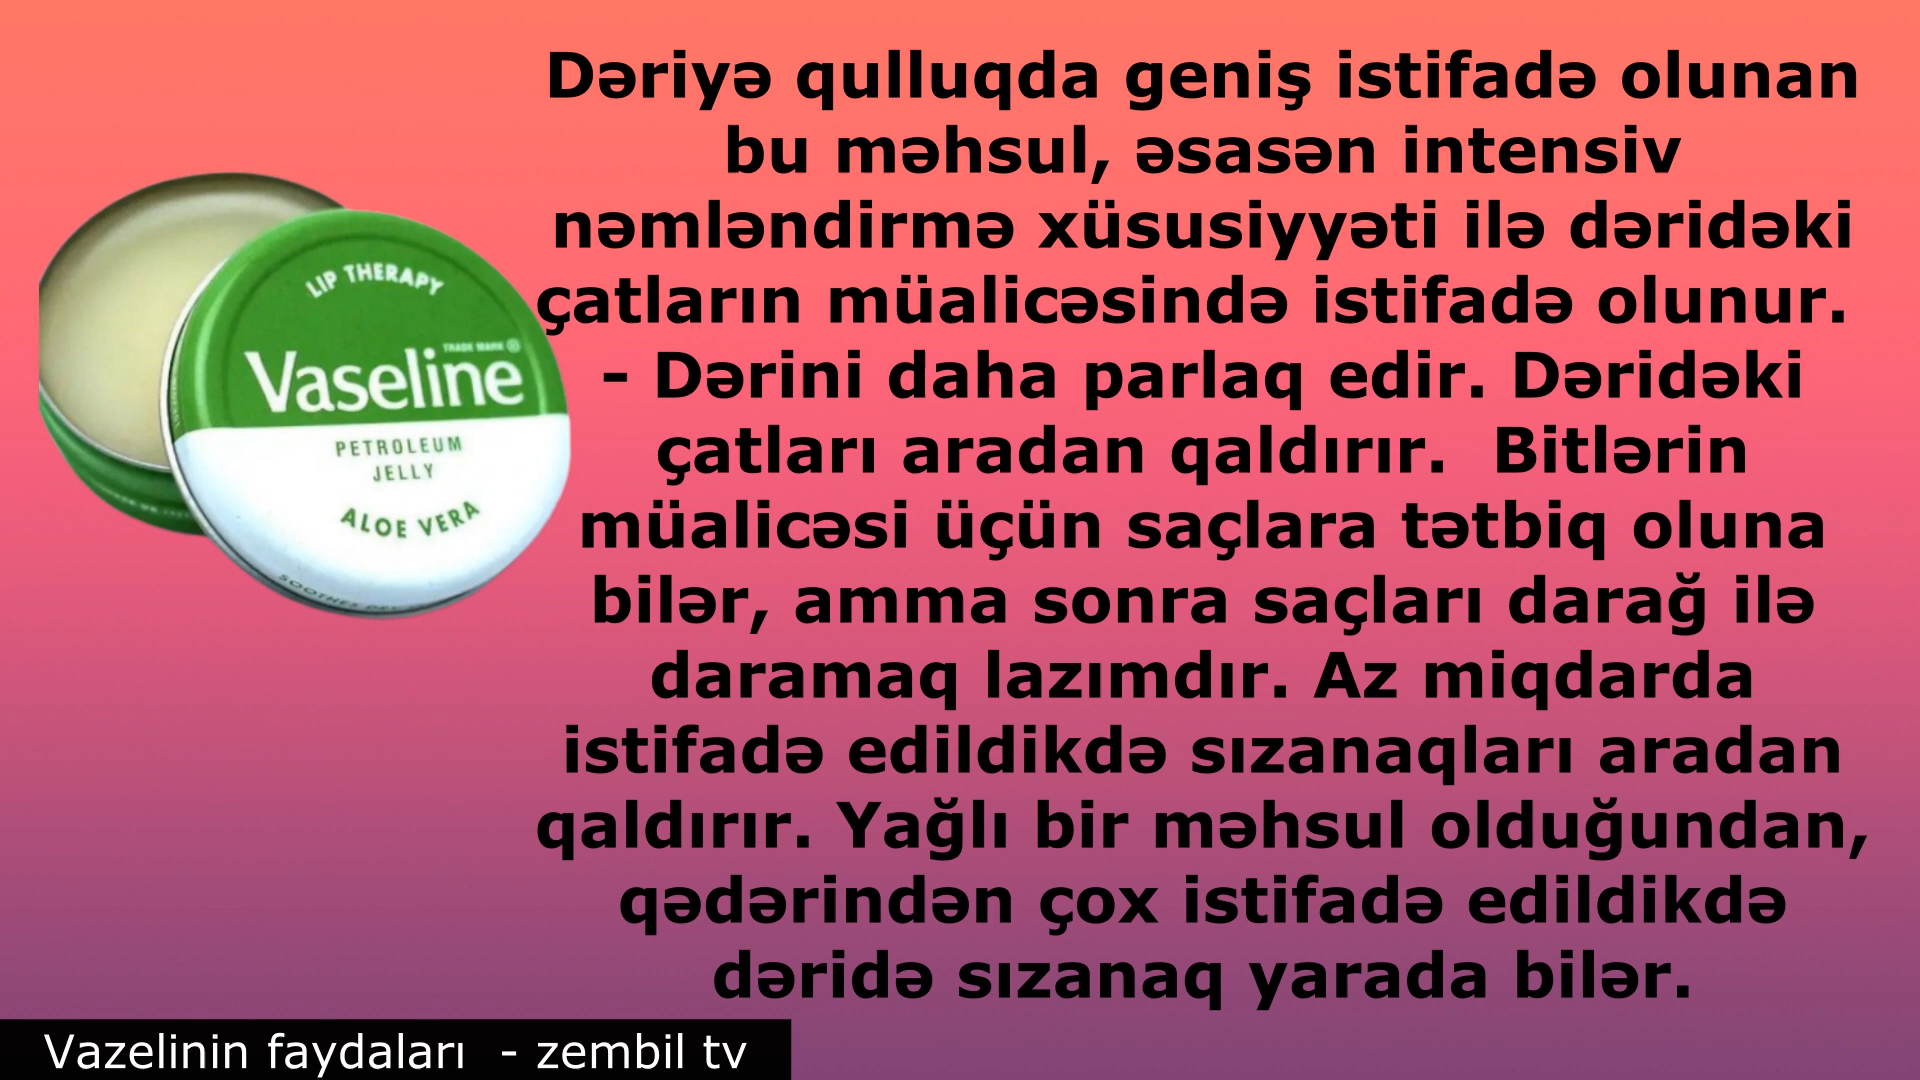 Dəriyə qulluqda geniş istifadə olunan
bu məhsul, əsasən intensiv
nəmləndirmə xüsusiyyəti ilə dəridəki
çatların müalicəsində istifadə olunur.
- Dərini daha parlaq edir. Dəridəki
çatları aradan qaldırır. Bitlərin
müalicəsi üçün saçlara tətbiq oluna
bilər, amma sonra saçları darağ ilə
daramaq lazımdır. Az miqdarda
istifadə edildikdə sızanaqları aradan
qaldırır. Yağlı bir məhsul olduğundan,
qədərindən çox istifadə edildikdə
dəridə sızanaq yarada bilər.
LIP THERAPY
TRADE MARK ®
Vaseline
PETROLEUM
JELLY
ALOE VERA
SOOTHES
Vazelinin faydaları - zembil tv